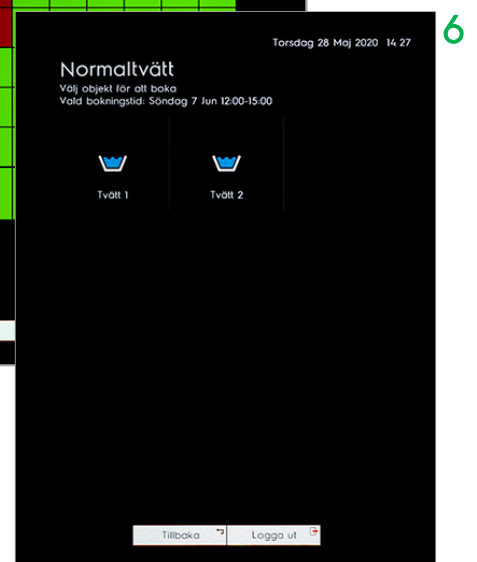 6
Torsdag 28 Maj 2020 14 27
Normaltvätt
Välj objekt för att boka
Vald bokningstid: Söndag 7 Jun 12:00-15:00
Tvätt 1 Tvätt 2
Tillbaka Logga ut